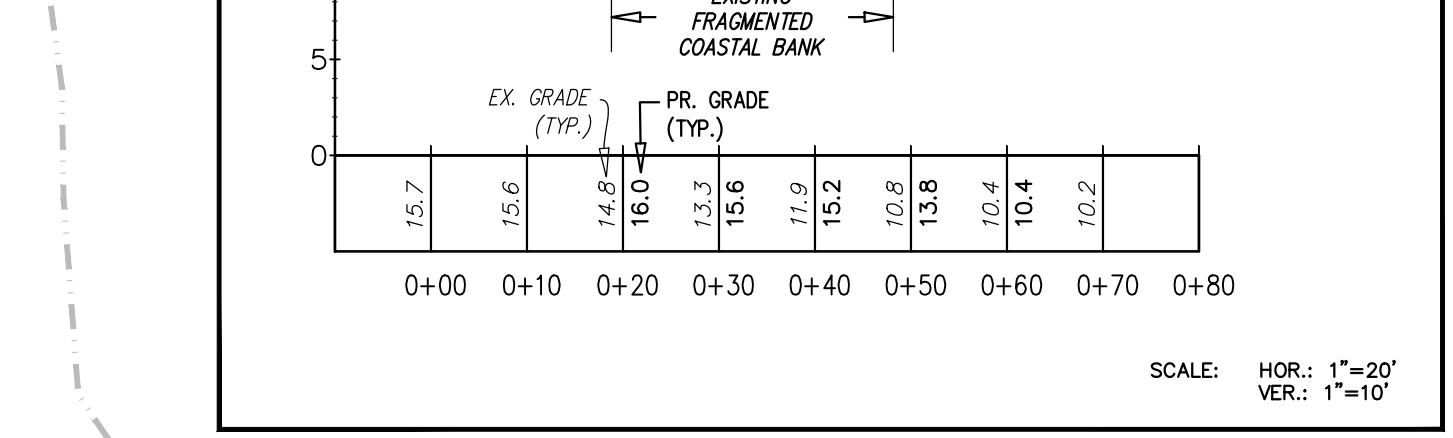 EXISTING
FRAGMENTED
COASTAL BANK
5
EX. GRADE
(TYP.)
PR. GRADE
(TYP.)
0
15.7 15.6 14.8 16.0 13.3 15.6 11.9 15.2 10.8 13.8 10.4 10.4 10.2
0+00 0+10 0+20 0+30 0+40 0+50 0+60 0+70 0+80
SCALE: HOR.: 1"=20'
VER.: 1"=10'